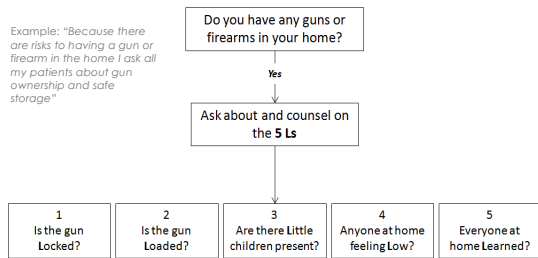 Do you have any guns or
firearms in your home?
Example: “Because there
are risks to having a gun or
firearm in the home I ask all
my patients about gun
ownership and safe
storage”
Yes
Ask about and counsel on
the 5 Ls
1
Is the gun
Locked?
2
Is the gun
Loaded?
3
Are there Little
children present?
4
Anyone at home
feeling Low?
5
Everyone at
home Learned?